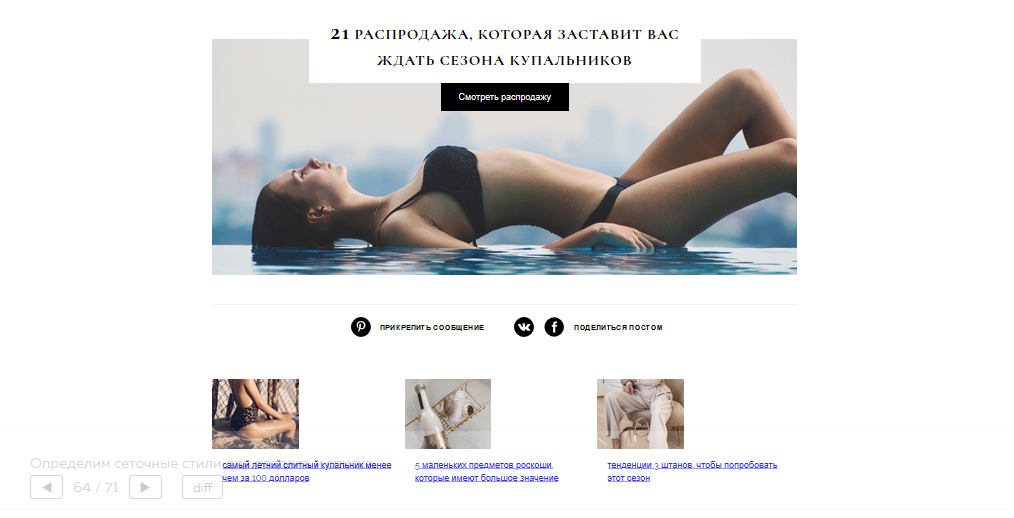 21 РАСПРОДАЖА, КОТОРАЯ ЗАСТАВИТ ВАС
ЖДАТЬ СЕЗОНА КУПАЛЬНИКОВ
Смотреть распродажу
ПРИКРЕПИТЬ СООБЩЕНИЕ
ПОДЕЛИТЬСЯ ПОСТОМ
самый летний слитный купальник менее
чем за 100 долларов
5 маленьких предметов роскоши,
которые имеют большое значение
тенденции 3 штанов, чтобы попробовать
этот сезон
Определим сеточные стили
64 / 71
diff